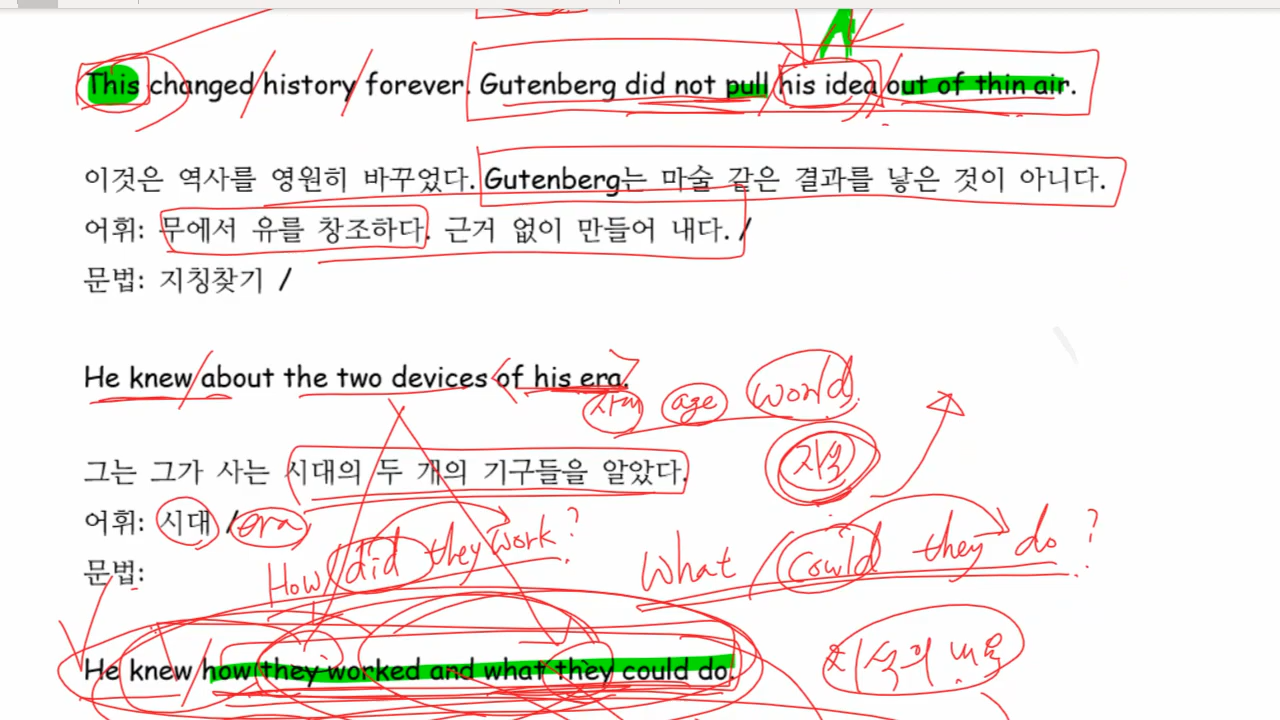 This changed history forever. Gutenberg did not pull his idea out of thin air.
이것은 역사를 영원히 바꾸었다. Gutenberg는 마술 같은 결과를 낳은 것이 아니다.
어휘: 무에서 유를 창조하다. 근거 없이 만들어 내다. /
문법: 지칭찾기 /
He knew about the two devices of his era.
age world
그는 그가 사는 시대의 두 개의 기구들을 알았다.
어휘: 시대 / era
How did they work? What could they do?
문법:
He knew how they worked and what they could do.
지식의 내용